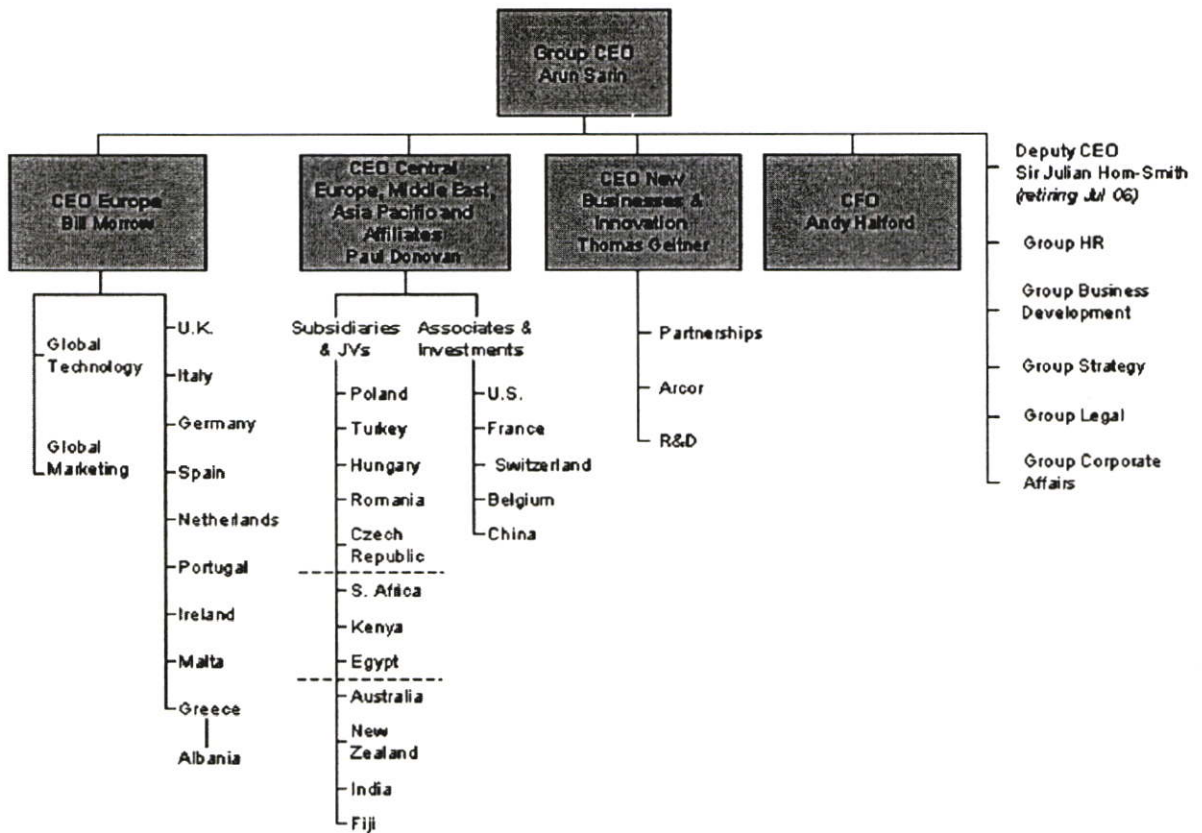 Group CEO
Arun Sarin
CEO Europe
Bill Morrow
CEO Central
Europe, Middle East,
Asia Pacific and
Affiliates
Paul Donovan
CEO New
Businesses &
Innovation
Thomas Geitner
CFO
Andy Halford
Deputy CEO
Sir Julian Horn-Smith
(retiring Jul 06)
Group HR
Group Business
Development
Group Strategy
Group Legal
Group Corporate
Affairs
Global
Technology
Global
Marketing
U.K.
Italy
Germany
Spain
Netherlands
Portugal
Ireland
Malta
Greece
Albania
Subsidiaries
& JVs
Poland
Turkey
Hungary
Romania
Czech
Republic
S. Africa
Kenya
Egypt
Australia
New
Zealand
India
Fiji
Associates &
Investments
U.S.
France
Switzerland
Belgium
China
Partnerships
Arcor
R&D